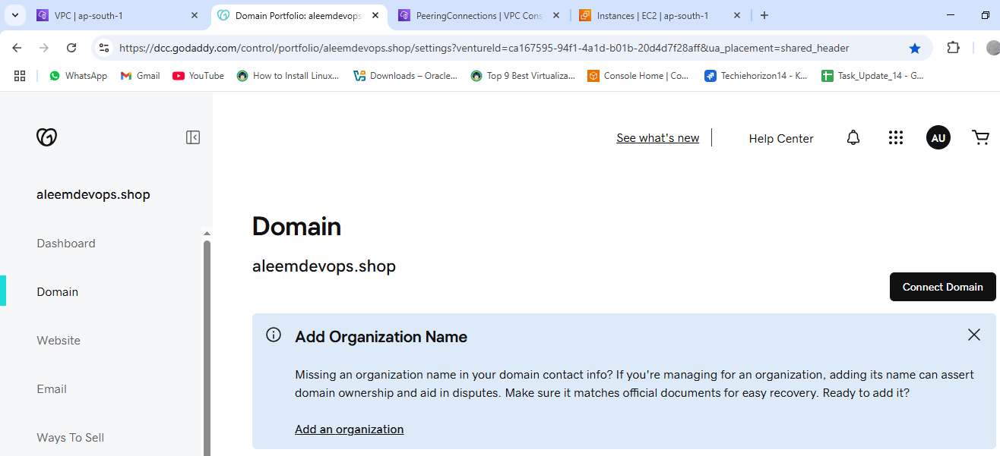 VPC | ap-south-1
Domain Portfolio: aleemdevops
PeeringConnections | VPC Cons
Instances | EC2 | ap-south-1
https://dcc.godaddy.com/control/portfolio/aleemdevops.shop/settings?ventureId=ca167595-94f1-4a1d-b01b-20d4d7f28aff&ua_placement=shared_header
WhatsApp
Gmail
YouTube
How to Install Linux...
Downloads – Oracle...
Top 9 Best Virtualiza...
Console Home | Co...
Techiehorizon14 - K...
Task_Update_14 - G...
See what's new
Help Center
AU
aleemdevops.shop
Dashboard
Domain
Website
Email
Ways To Sell
Domain
aleemdevops.shop
Connect Domain
Add Organization Name
Missing an organization name in your domain contact info? If you're managing for an organization, adding its name can assert
domain ownership and aid in disputes. Make sure it matches official documents for easy recovery. Ready to add it?
Add an organization